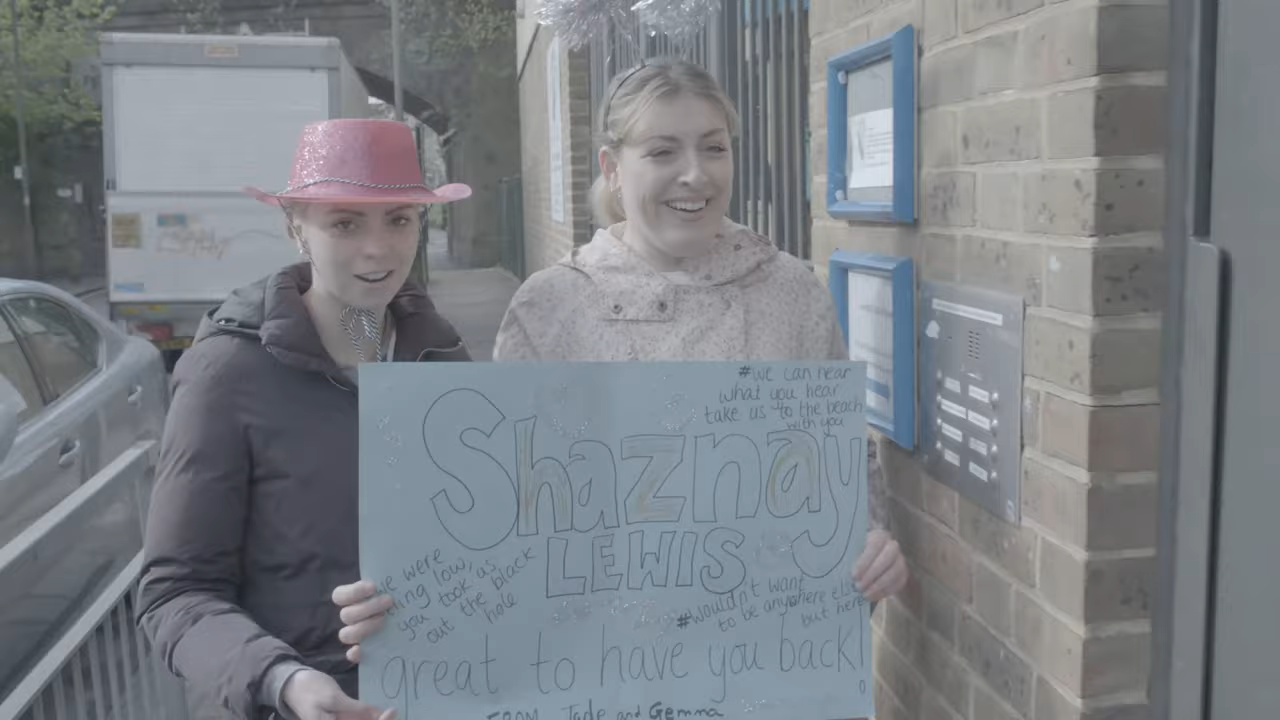 #we can hear
what you hear
take us to the beach
with you
Shaznay
LEWIS
we were
low,
you took us
out the black
hole
#wouldn't want
to be anywhere else
but here
great to have you back!
FROM Jade and Gemma